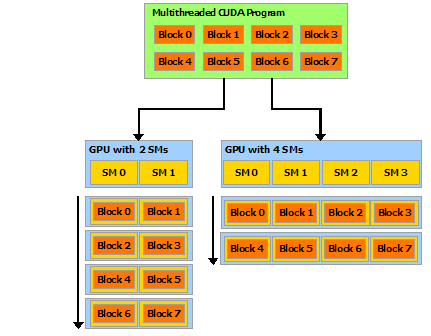 Multithreaded CUDA Program
Block 0 Block 1 Block 2 Block 3
Block 4 Block 5 Block 6 Block 7
GPU with 2 SMs
SM 0 SM 1
Block 0 Block 1
Block 2 Block 3
Block 4 Block 5
Block 6 Block 7
GPU with 4 SMs
SM 0 SM 1 SM 2 SM 3
Block 0 Block 1 Block 2 Block 3
Block 4 Block 5 Block 6 Block 7